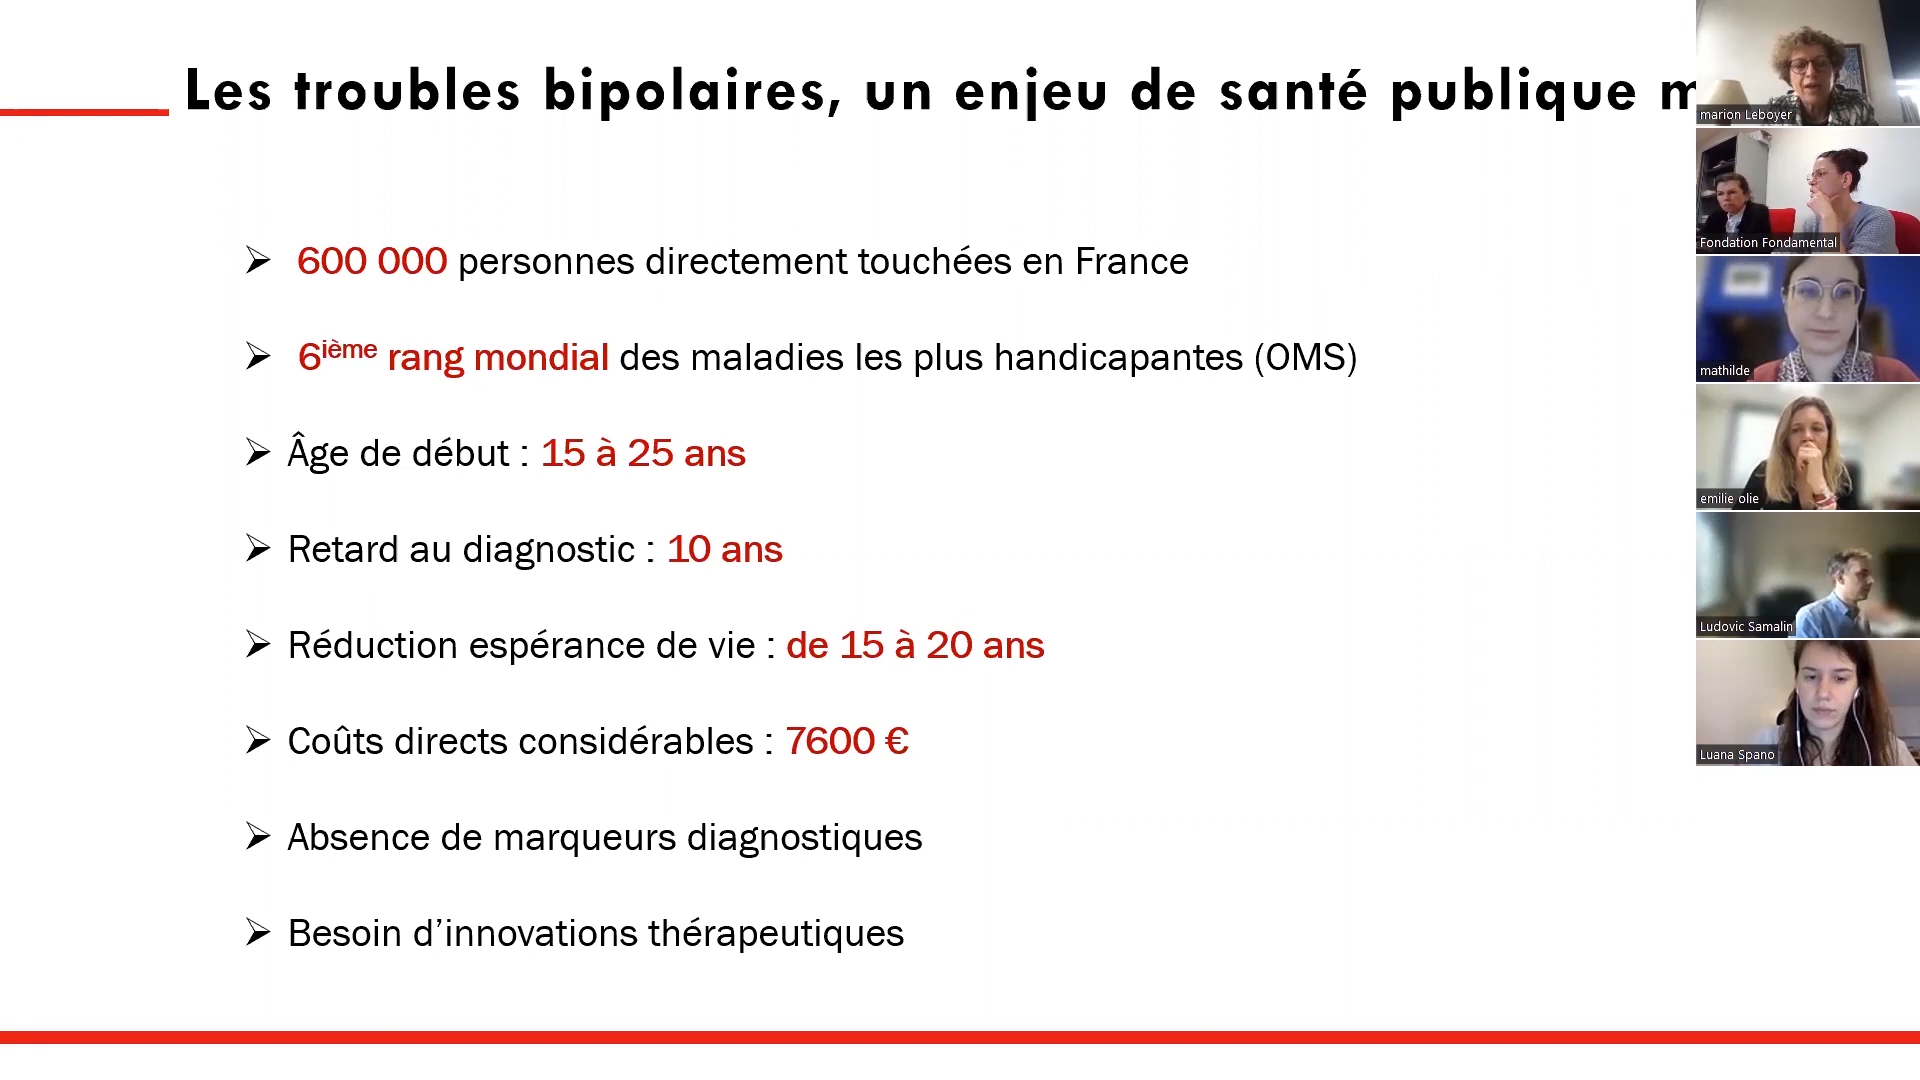 Les troubles bipolaires, un enjeu de santé publique
600 000 personnes directement touchées en France
6ième rang mondial des maladies les plus handicapantes (OMS)
Âge de début : 15 à 25 ans
Retard au diagnostic : 10 ans
Réduction espérance de vie : de 15 à 20 ans
Coûts directs considérables : 7600 €
Absence de marqueurs diagnostiques
Besoin d’innovations thérapeutiques
marion Leboyer
Fondation Fondamental
mathilde
emilie olie
Ludovic Samalin
Luana Spano